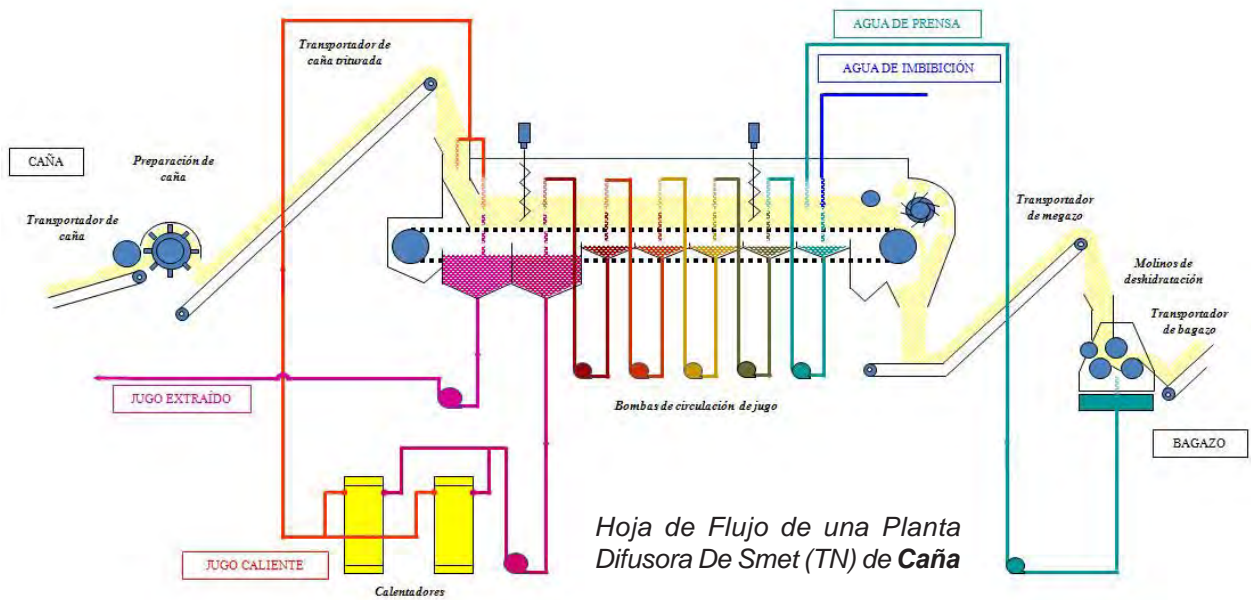 AGUA DE PRENSA
AGUA DE IMBIBICIÓN
Transportador de
caña triturada
CAÑA
Preparación de
caña
Transportador de
caña
Transportador
de megazo
Molinos de
deshidratación
Transportador
de bagazo
JUGO EXTRAÍDO
Bombas de circulación de jugo
BAGAZO
JUGO CALIENTE
Calentadores
Hoja de Flujo de una Planta
Difusora De Smet (TN) de Caña